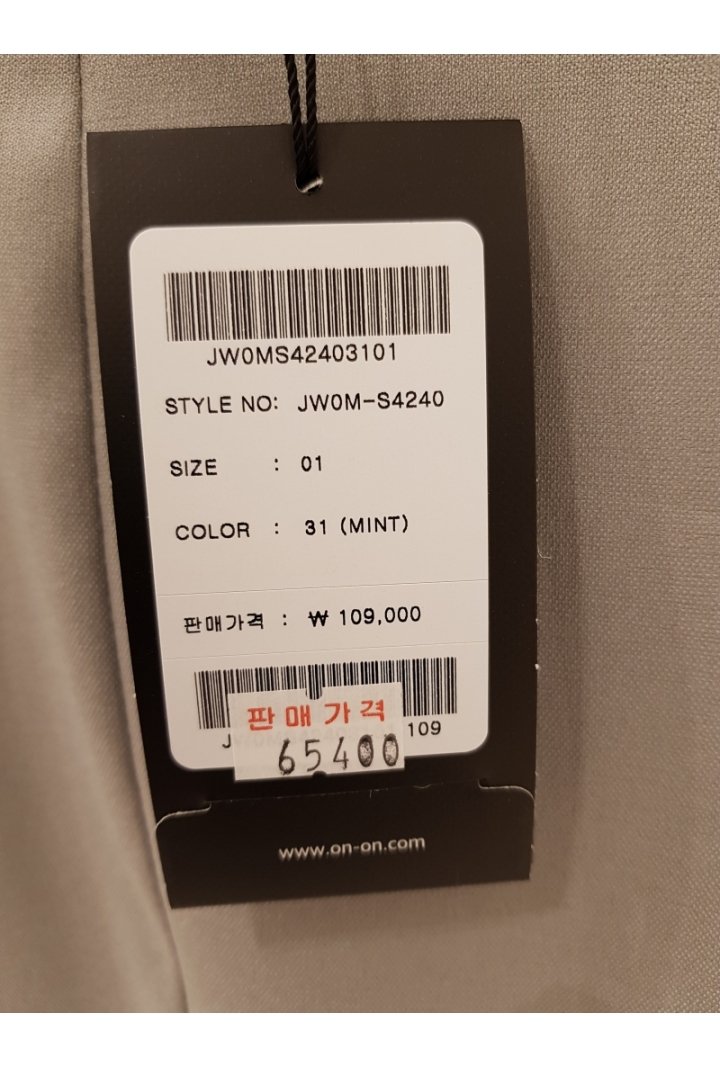 JW0MS42403101
STYLE NO: JW0M-S4240
SIZE : 01
COLOR : 31 (MINT)
판매가격 : ₩ 109,000
판매가격
109
65400
www.on-on.com